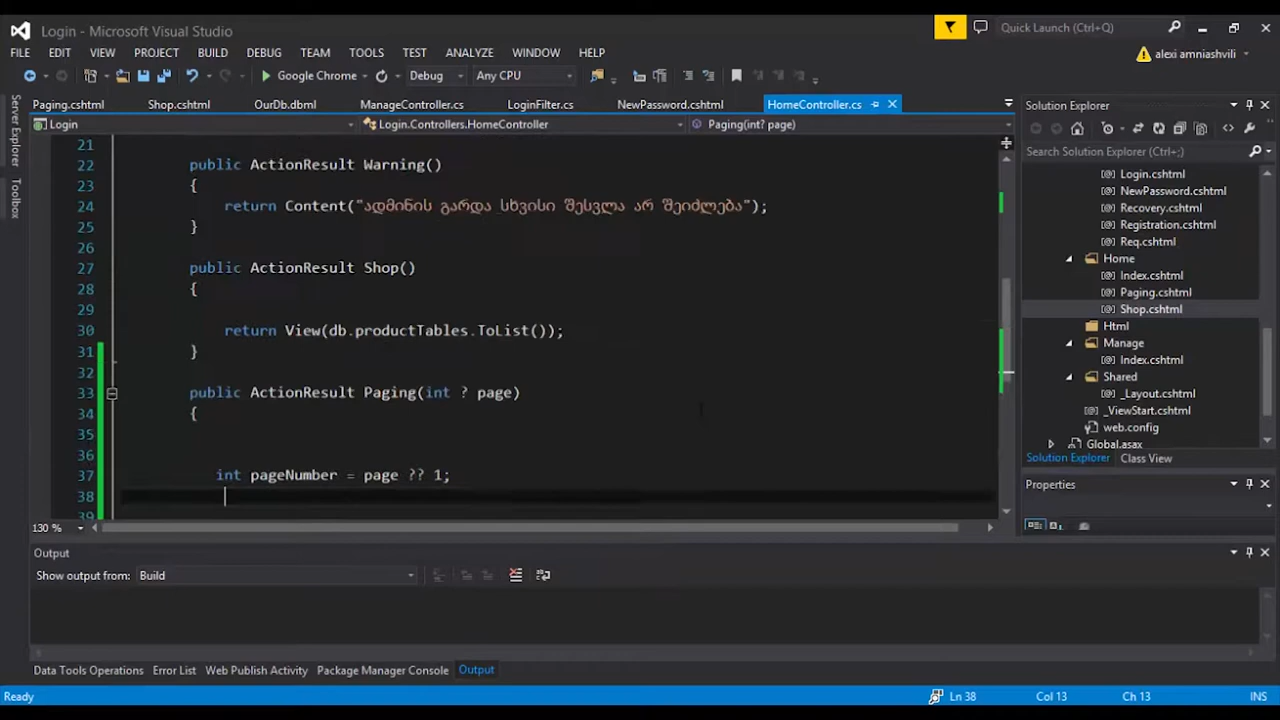 Login - Microsoft Visual Studio
Quick Launch (Ctrl+Q)
FILE EDIT VIEW PROJECT BUILD DEBUG TEAM TOOLS TEST ANALYZE WINDOW HELP
alexi amniashvili
Google Chrome Debug Any CPU
Server Explorer
Toolbox
Paging.cshtml Shop.cshtml OurDb.dbml ManageController.cs LoginFilter.cs NewPassword.cshtml HomeController.cs
Login Login.Controllers.HomeController Paging(int? page)
21
22 public ActionResult Warning()
23 {
24 return Content("ადმინის გარდა სხვისი შესვლა არ შეიძლება");
25 }
26
27 public ActionResult Shop()
28 {
29
30 return View(db.productTables.ToList());
31 }
32
33 public ActionResult Paging(int ? page)
34 {
35
36
37 int pageNumber = page ?? 1;
38
39
130 %
Solution Explorer
Search Solution Explorer (Ctrl+;)
Login.cshtml
NewPassword.cshtml
Recovery.cshtml
Registration.cshtml
Req.cshtml
Home
Index.cshtml
Paging.cshtml
Shop.cshtml
Html
Manage
Index.cshtml
Shared
_Layout.cshtml
_ViewStart.cshtml
web.config
Global.asax
Solution Explorer Class View
Properties
Output
Show output from: Build
Data Tools Operations Error List Web Publish Activity Package Manager Console Output
Ready Ln 38 Col 13 Ch 13 INS